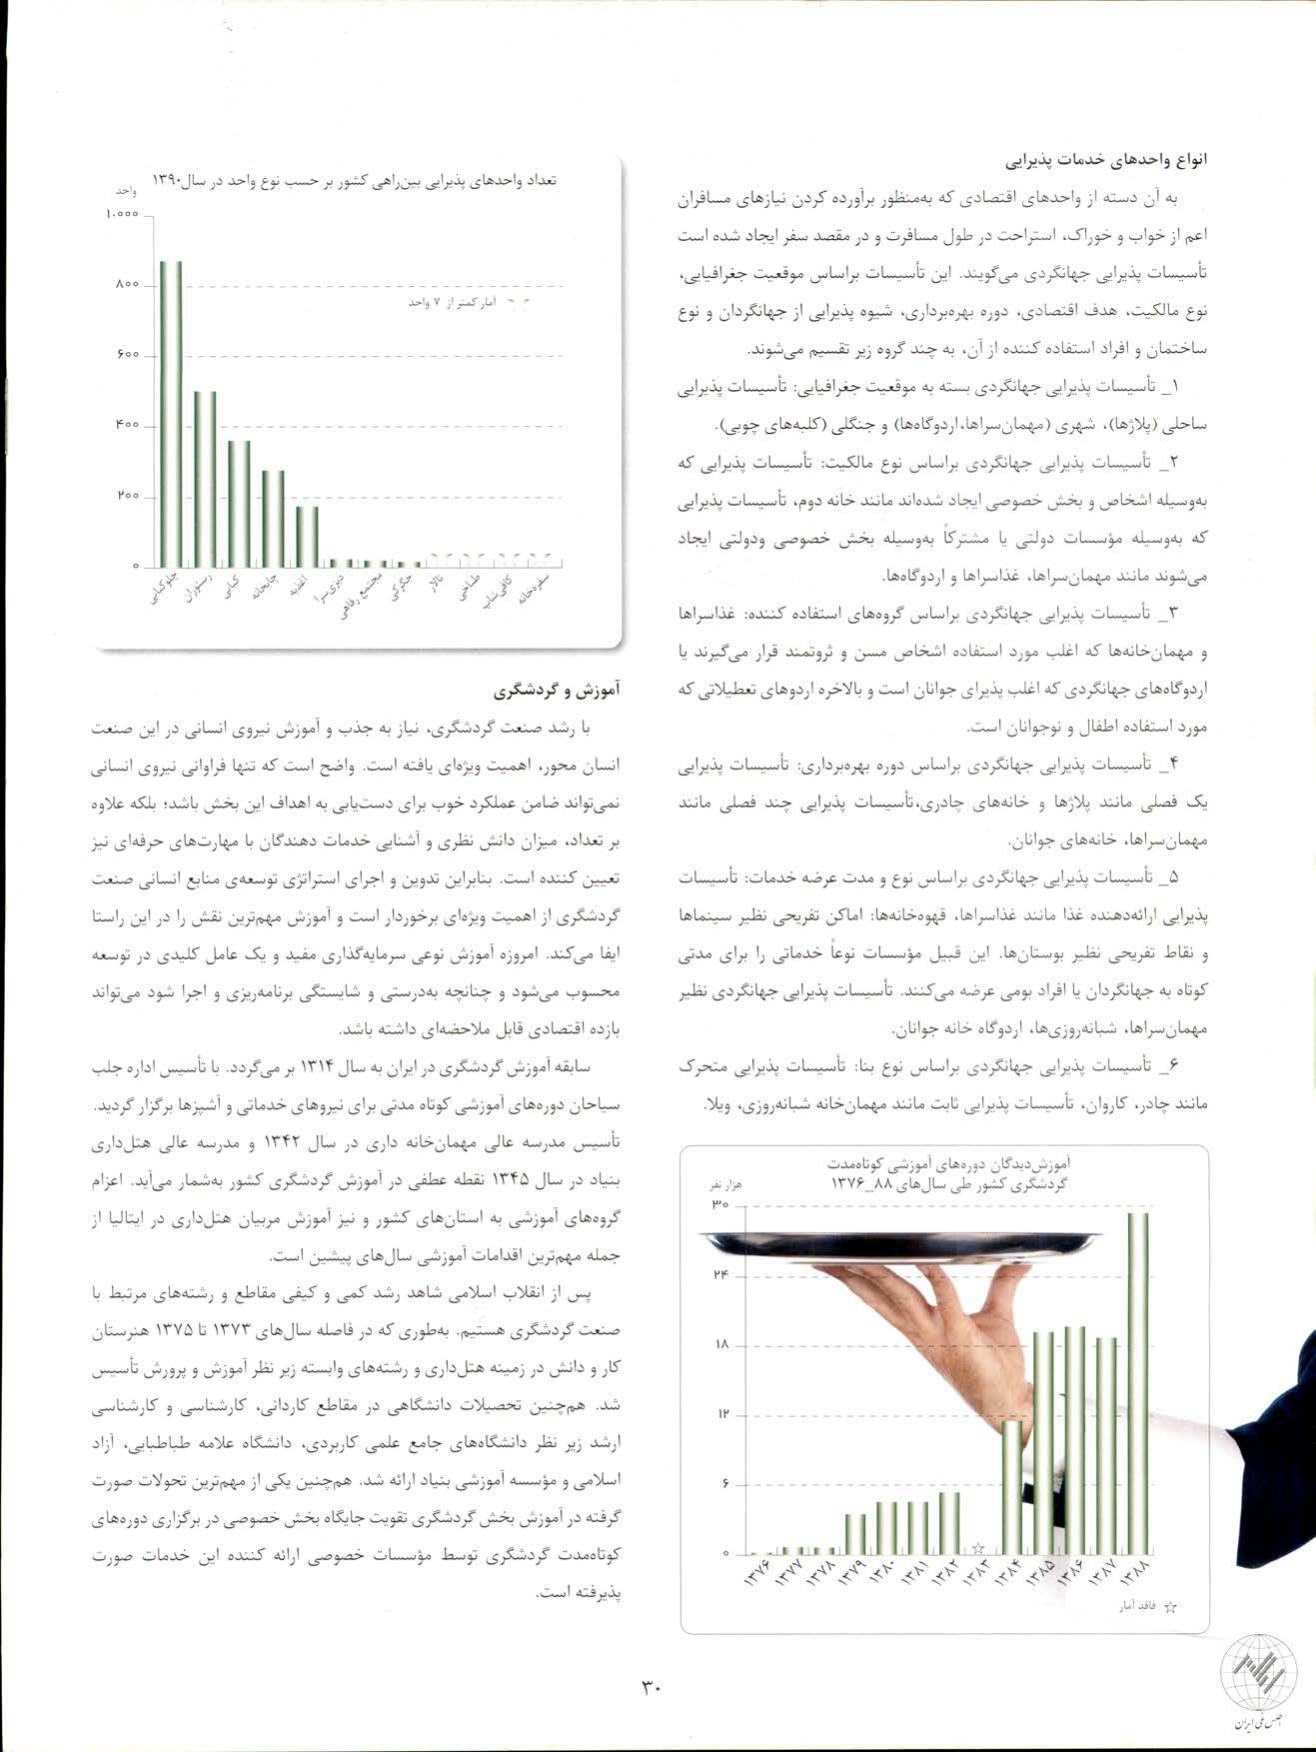 انواع واحدهای خدمات پذیرایی
به آن دسته از واحدهای اقتصادی که به‌منظور برآورده کردن نیازهای مسافران
اعم از خواب و خوراک، استراحت در طول مسافرت و در مقصد سفر ایجاد شده است
تأسیسات پذیرایی جهانگردی می‌گویند. این تأسیسات براساس موقعیت جغرافیایی،
نوع مالکیت، هدف اقتصادی، دوره بهره‌برداری، شیوه پذیرایی از جهانگردان و نوع
ساختمان و افراد استفاده کننده از آن، به چند گروه زیر تقسیم می‌شوند.
۱_ تأسیسات پذیرایی جهانگردی بسته به موقعیت جغرافیایی: تأسیسات پذیرایی
ساحلی (پلاژها)، شهری (مهمان‌سراها،اردوگاه‌ها) و جنگلی (کلبه‌های چوبی).
۲_ تأسیسات پذیرایی جهانگردی براساس نوع مالکیت: تأسیسات پذیرایی که
به‌وسیله اشخاص و بخش خصوصی ایجاد شده‌اند مانند خانه دوم، تأسیسات پذیرایی
که به‌وسیله مؤسسات دولتی یا مشترکاً به‌وسیله بخش خصوصی ودولتی ایجاد
می‌شوند مانند مهمان‌سراها، غذاسراها و اردوگاه‌ها.
۳_ تأسیسات پذیرایی جهانگردی براساس گروه‌های استفاده کننده: غذاسراها
و مهمان‌خانه‌ها که اغلب مورد استفاده اشخاص مسن و ثروتمند قرار می‌گیرند یا
اردوگاه‌های جهانگردی که اغلب پذیرای جوانان است و بالاخره اردوهای تعطیلاتی که
مورد استفاده اطفال و نوجوانان است.
۴_ تأسیسات پذیرایی جهانگردی براساس دوره بهره‌برداری: تأسیسات پذیرایی
یک فصلی مانند پلاژها و خانه‌های چادری،تأسیسات پذیرایی چند فصلی مانند
مهمان‌سراها، خانه‌های جوانان.
۵_ تأسیسات پذیرایی جهانگردی براساس نوع و مدت عرضه خدمات: تأسیسات
پذیرایی ارائه‌دهنده غذا مانند غذاسراها، قهوه‌خانه‌ها: اماکن تفریحی نظیر سینماها
و نقاط تفریحی نظیر بوستان‌ها. این قبیل مؤسسات نوعاً خدماتی را برای مدتی
کوتاه به جهانگردان یا افراد بومی عرضه می‌کنند. تأسیسات پذیرایی جهانگردی نظیر
مهمان‌سراها، شبانه‌روزی‌ها، اردوگاه خانه جوانان.
۶_ تأسیسات پذیرایی جهانگردی براساس نوع بنا: تأسیسات پذیرایی متحرک
مانند چادر، کاروان، تأسیسات پذیرایی ثابت مانند مهمان‌خانه شبانه‌روزی، ویلا.
آموزش‌دیدگان دوره‌های آموزشی کوتاه‌مدت
گردشگری کشور طی سال‌های ۸۸_۱۳۷۶
هزار نفر
۳۰
۲۴
۱۸
۱۲
۶
۰
۱۳۷۶ ۱۳۷۷ ۱۳۷۸ ۱۳۷۹ ۱۳۸۰ ۱۳۸۱ ۱۳۸۲ ۱۳۸۳ ۱۳۸۴ ۱۳۸۵ ۱۳۸۶ ۱۳۸۷ ۱۳۸۸
☆ فاقد آمار
تعداد واحدهای پذیرایی بین‌راهی کشور بر حسب نوع واحد در سال۱۳۹۰
واحد
۱.۰۰۰
۸۰۰
آمار کمتر از ۷ واحد
۶۰۰
۴۰۰
۲۰۰
۰
چلوکبابی رستوران کبابی چایخانه اغذیه دیزی‌سرا مجتمع رفاهی جگرکی تالار طباخی کافی‌شاپ سفره‌خانه
آموزش و گردشگری
با رشد صنعت گردشگری، نیاز به جذب و آموزش نیروی انسانی در این صنعت
انسان محور، اهمیت ویژه‌ای یافته است. واضح است که تنها فراوانی نیروی انسانی
نمی‌تواند ضامن عملکرد خوب برای دست‌یابی به اهداف این بخش باشد؛ بلکه علاوه
بر تعداد، میزان دانش نظری و آشنایی خدمات دهندگان با مهارت‌های حرفه‌ای نیز
تعیین کننده است. بنابراین تدوین و اجرای استراتژی توسعه‌ی منابع انسانی صنعت
گردشگری از اهمیت ویژه‌ای برخوردار است و آموزش مهم‌ترین نقش را در این راستا
ایفا می‌کند. امروزه آموزش نوعی سرمایه‌گذاری مفید و یک عامل کلیدی در توسعه
محسوب می‌شود و چنانچه به‌درستی و شایستگی برنامه‌ریزی و اجرا شود می‌تواند
بازده اقتصادی قابل ملاحضه‌ای داشته باشد.
سابقه آموزش گردشگری در ایران به سال ۱۳۱۴ بر می‌گردد. با تأسیس اداره جلب
سیاحان دوره‌های آموزشی کوتاه مدتی برای نیروهای خدماتی و آشپزها برگزار گردید.
تأسیس مدرسه عالی مهمان‌خانه داری در سال ۱۳۴۲ و مدرسه عالی هتل‌داری
بنیاد در سال ۱۳۴۵ نقطه عطفی در آموزش گردشگری کشور به‌شمار می‌آید. اعزام
گروه‌های آموزشی به استان‌های کشور و نیز آموزش مربیان هتل‌داری در ایتالیا از
جمله مهم‌ترین اقدامات آموزشی سال‌های پیشین است.
پس از انقلاب اسلامی شاهد رشد کمی و کیفی مقاطع و رشته‌های مرتبط با
صنعت گردشگری هستیم. به‌طوری که در فاصله سال‌های ۱۳۷۳ تا ۱۳۷۵ هنرستان
کار و دانش در زمینه هتل‌داری و رشته‌های وابسته زیر نظر آموزش و پرورش تأسیس
شد. هم‌چنین تحصیلات دانشگاهی در مقاطع کاردانی، کارشناسی و کارشناسی
ارشد زیر نظر دانشگاه‌های جامع علمی کاربردی، دانشگاه علامه طباطبایی، آزاد
اسلامی و مؤسسه آموزشی بنیاد ارائه شد. هم‌چنین یکی از مهم‌ترین تحولات صورت
گرفته در آموزش بخش گردشگری تقویت جایگاه بخش خصوصی در برگزاری دوره‌های
کوتاه‌مدت گردشگری توسط مؤسسات خصوصی ارائه کننده این خدمات صورت
پذیرفته است.
۳۰
اطلس ملی ایران